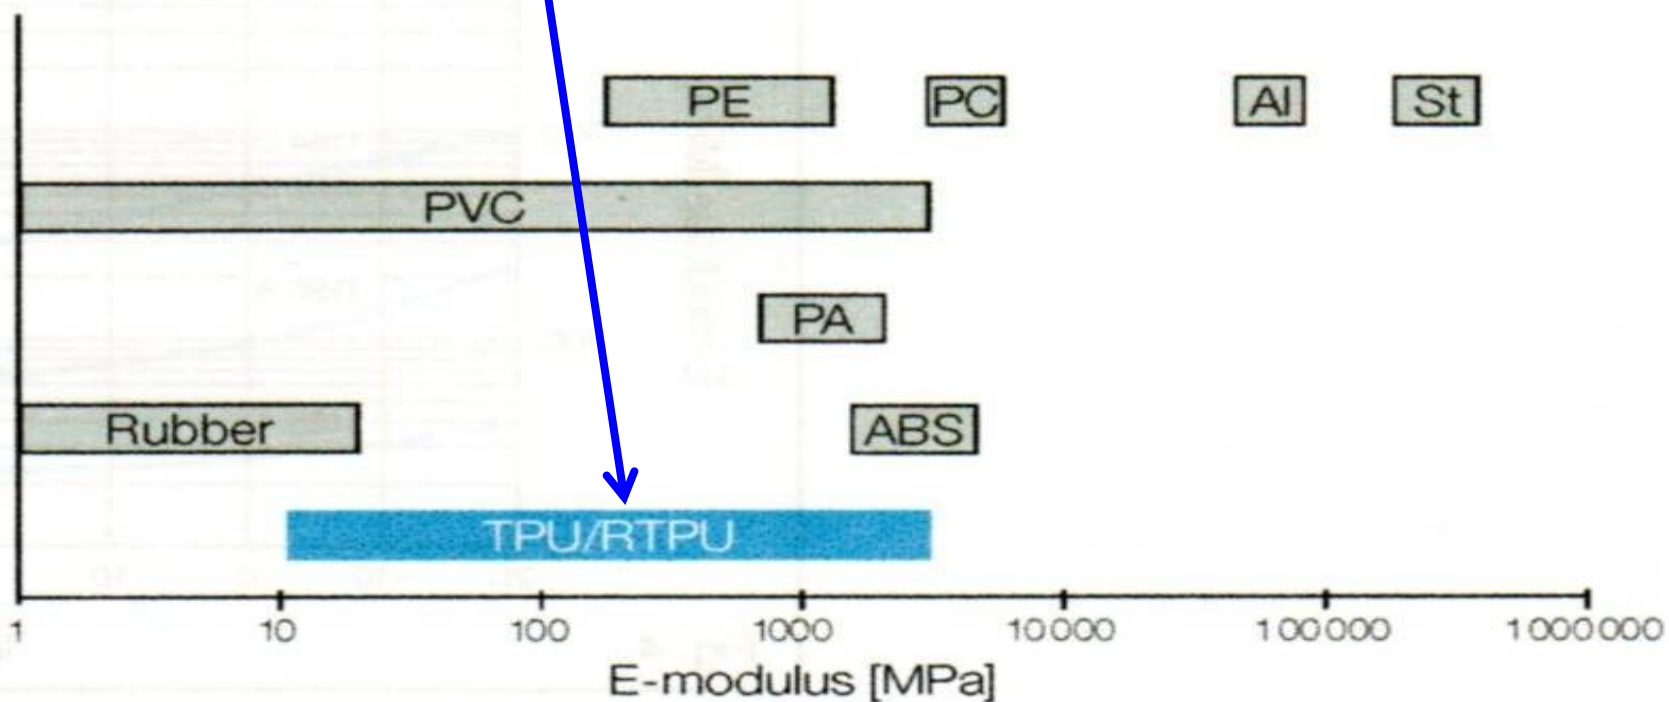 PE PC Al St
PVC
PA
Rubber ABS
TPU/RTPU
1 10 100 1000 10000 100000 1000000
E-modulus [MPa]